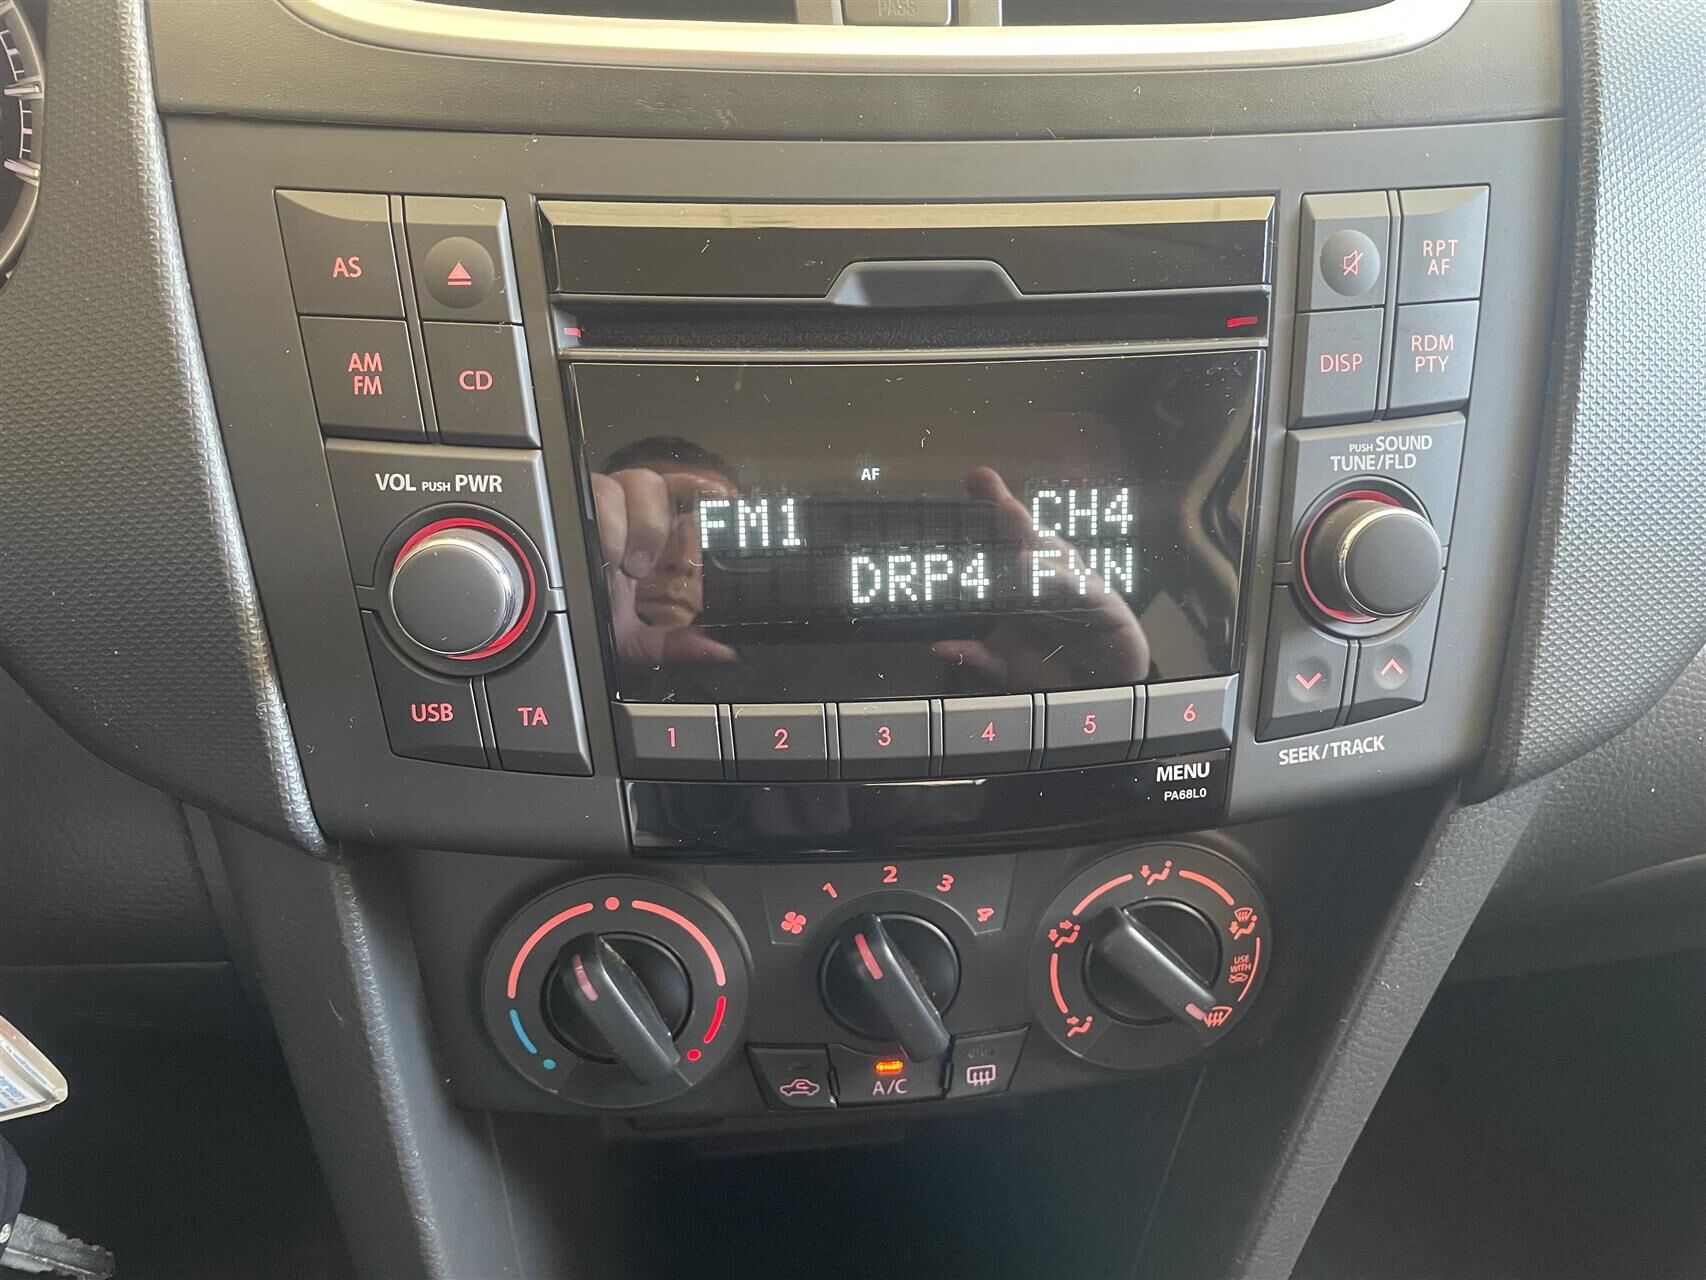 PASS
AS
AM
FM
CD
VOL PUSH PWR
USB
TA
AF
FM1 CH4
DRP4 FYN
1 2 3 4 5 6
MENU
PA68L0
RPT
AF
DISP
RDM
PTY
PUSH SOUND
TUNE/FLD
SEEK/TRACK
1 2 3 4
A/C
USE
WITH